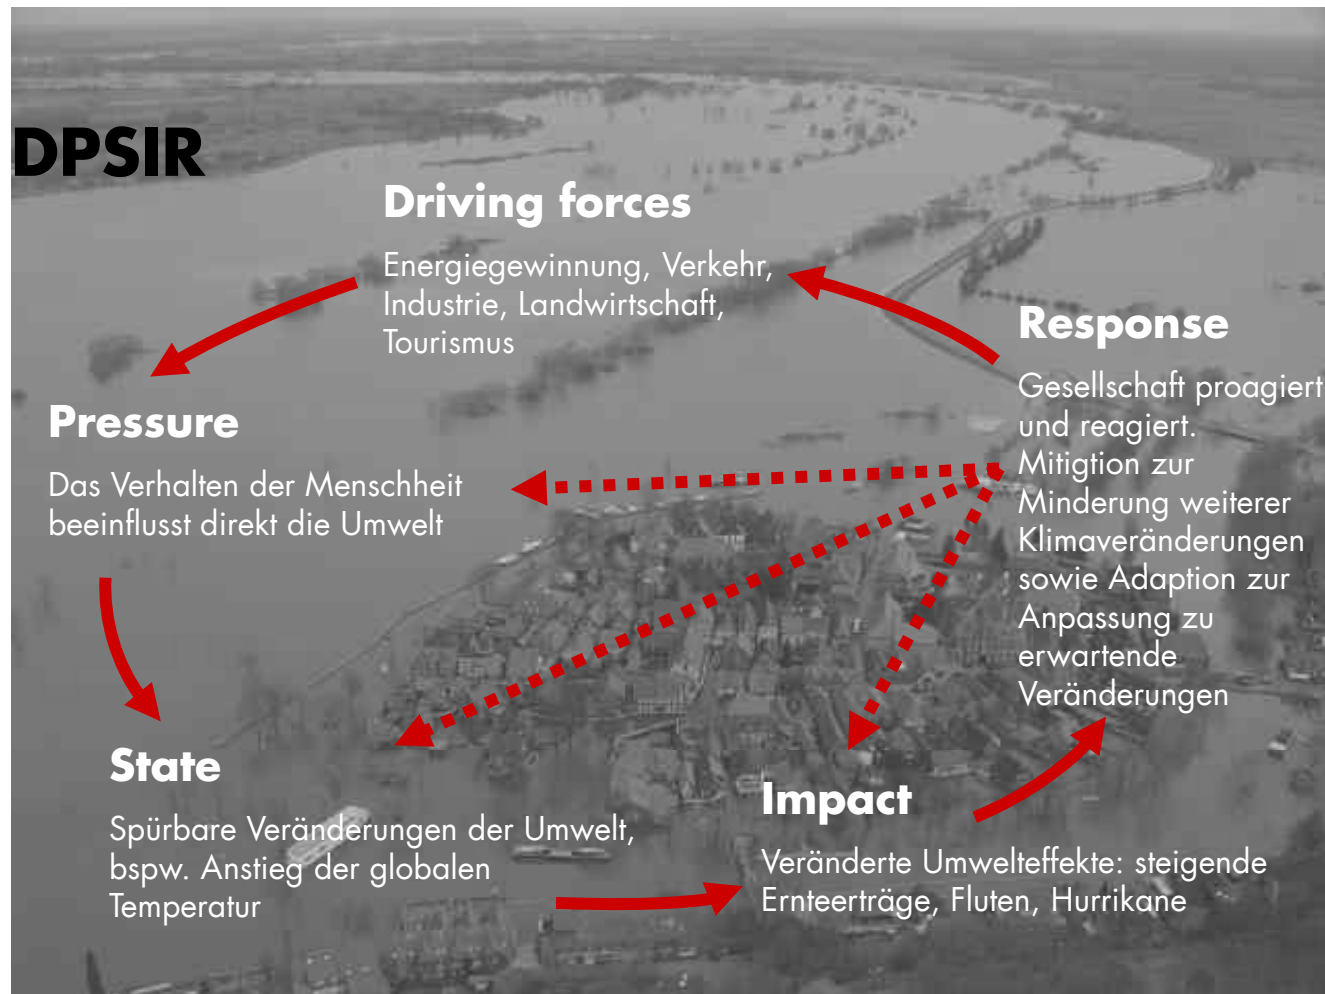 DPSIR
Driving forces
Energiegewinnung, Verkehr,
Industrie, Landwirtschaft,
Tourismus
Response
Gesellschaft proagiert
und reagiert.
Mitigtion zur
Minderung weiterer
Klimaveränderungen
sowie Adaption zur
Anpassung zu
erwartende
Veränderungen
Pressure
Das Verhalten der Menschheit
beeinflusst direkt die Umwelt
State
Spürbare Veränderungen der Umwelt,
bspw. Anstieg der globalen
Temperatur
Impact
Veränderte Umwelteffekte: steigende
Ernteerträge, Fluten, Hurrikane